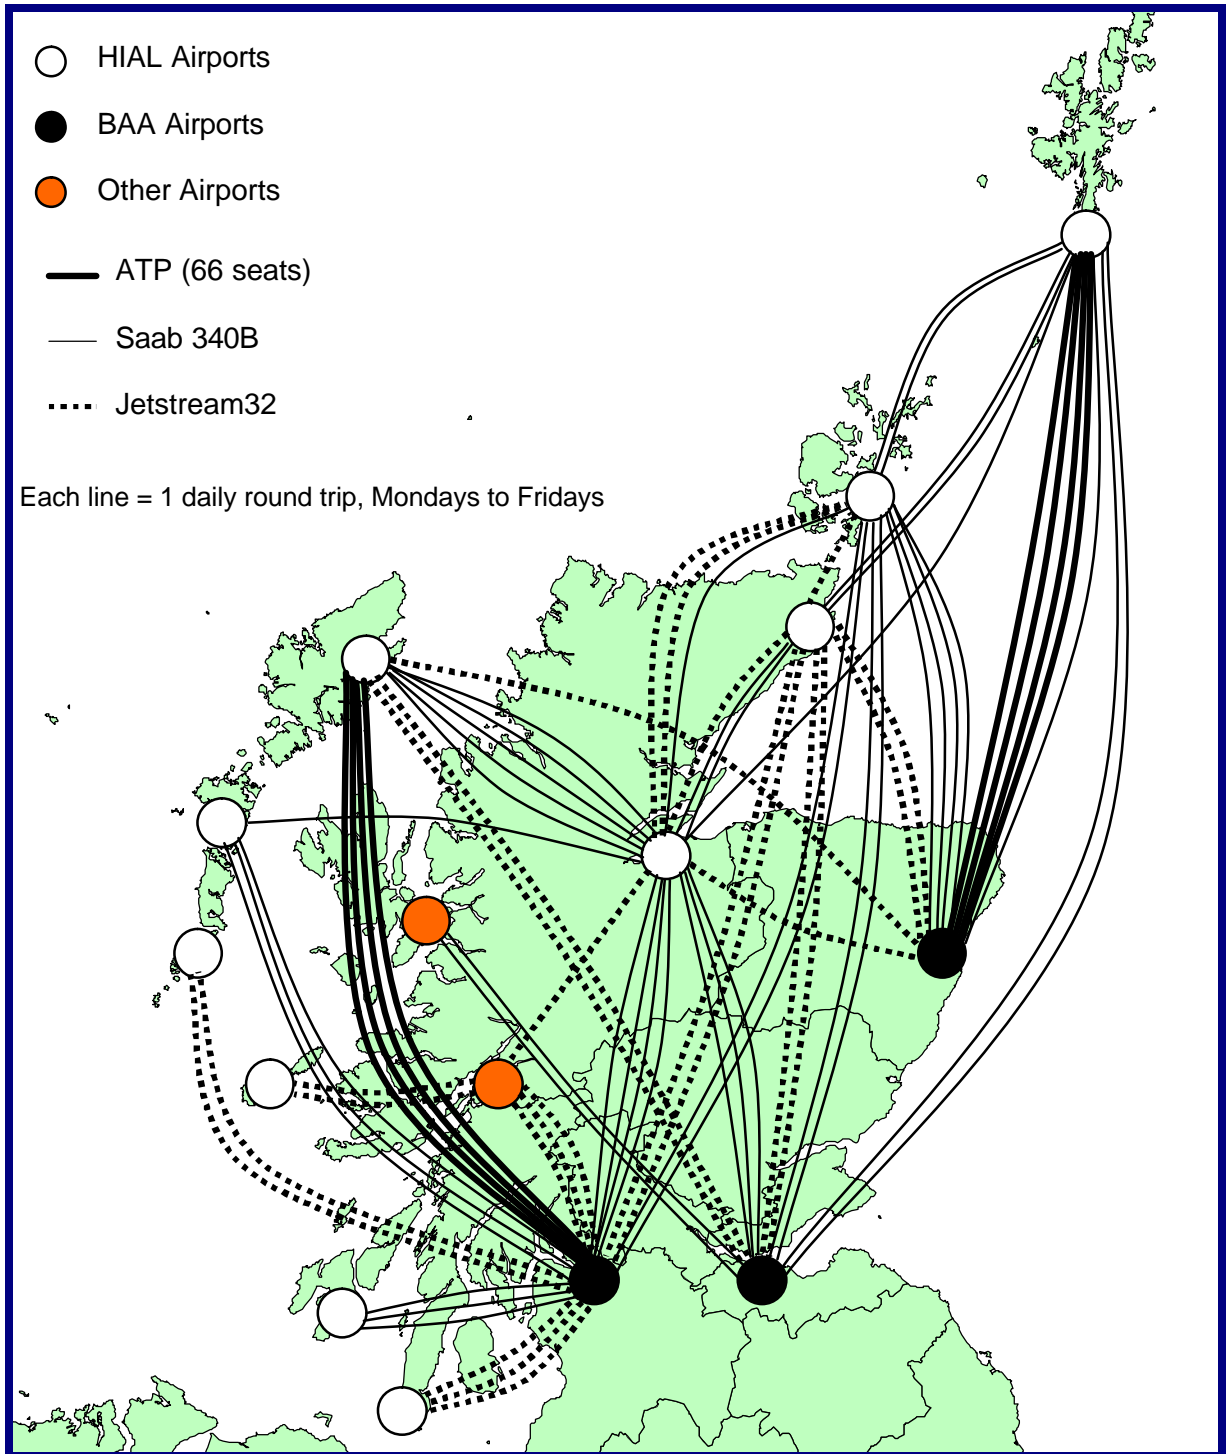 HIAL Airports
BAA Airports
Other Airports
ATP (66 seats)
Saab 340B
Jetstream32
Each line = 1 daily round trip, Mondays to Fridays